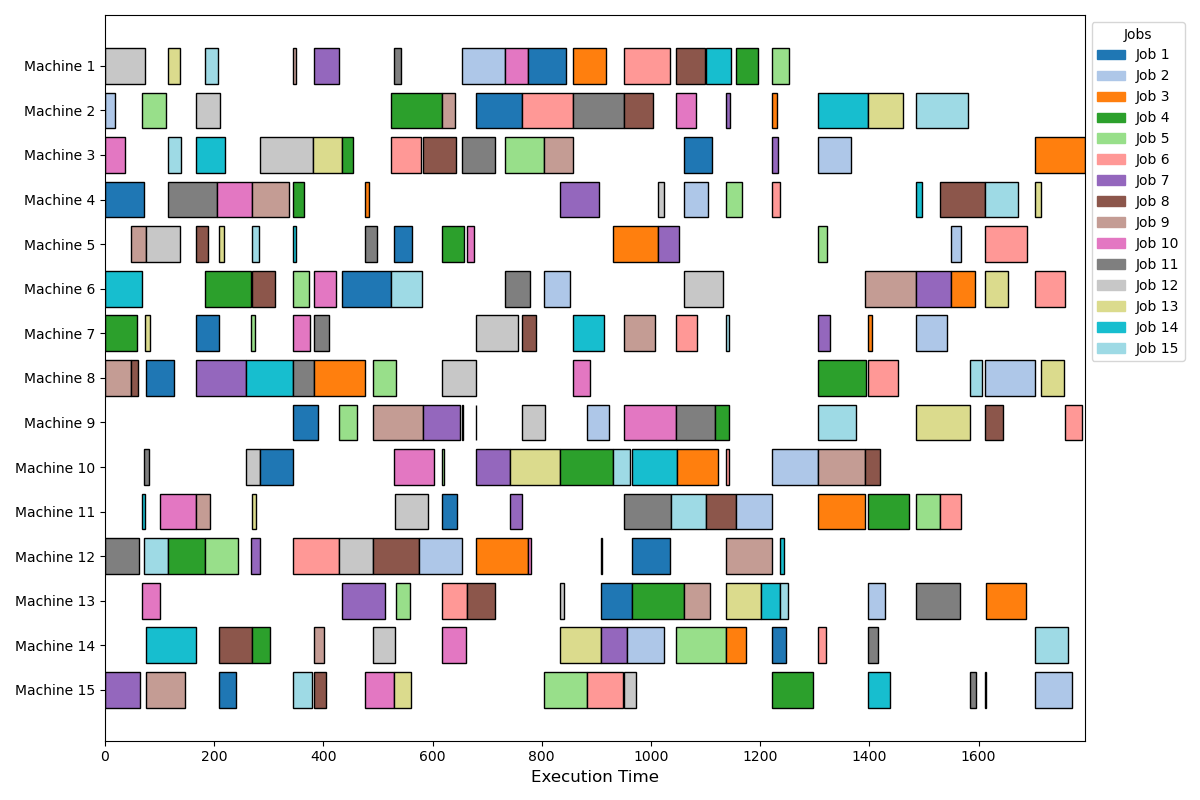 Machine 1
Machine 2
Machine 3
Machine 4
Machine 5
Machine 6
Machine 7
Machine 8
Machine 9
Machine 10
Machine 11
Machine 12
Machine 13
Machine 14
Machine 15
0 200 400 600 800 1000 1200 1400 1600
Execution Time
Jobs
Job 1
Job 2
Job 3
Job 4
Job 5
Job 6
Job 7
Job 8
Job 9
Job 10
Job 11
Job 12
Job 13
Job 14
Job 15